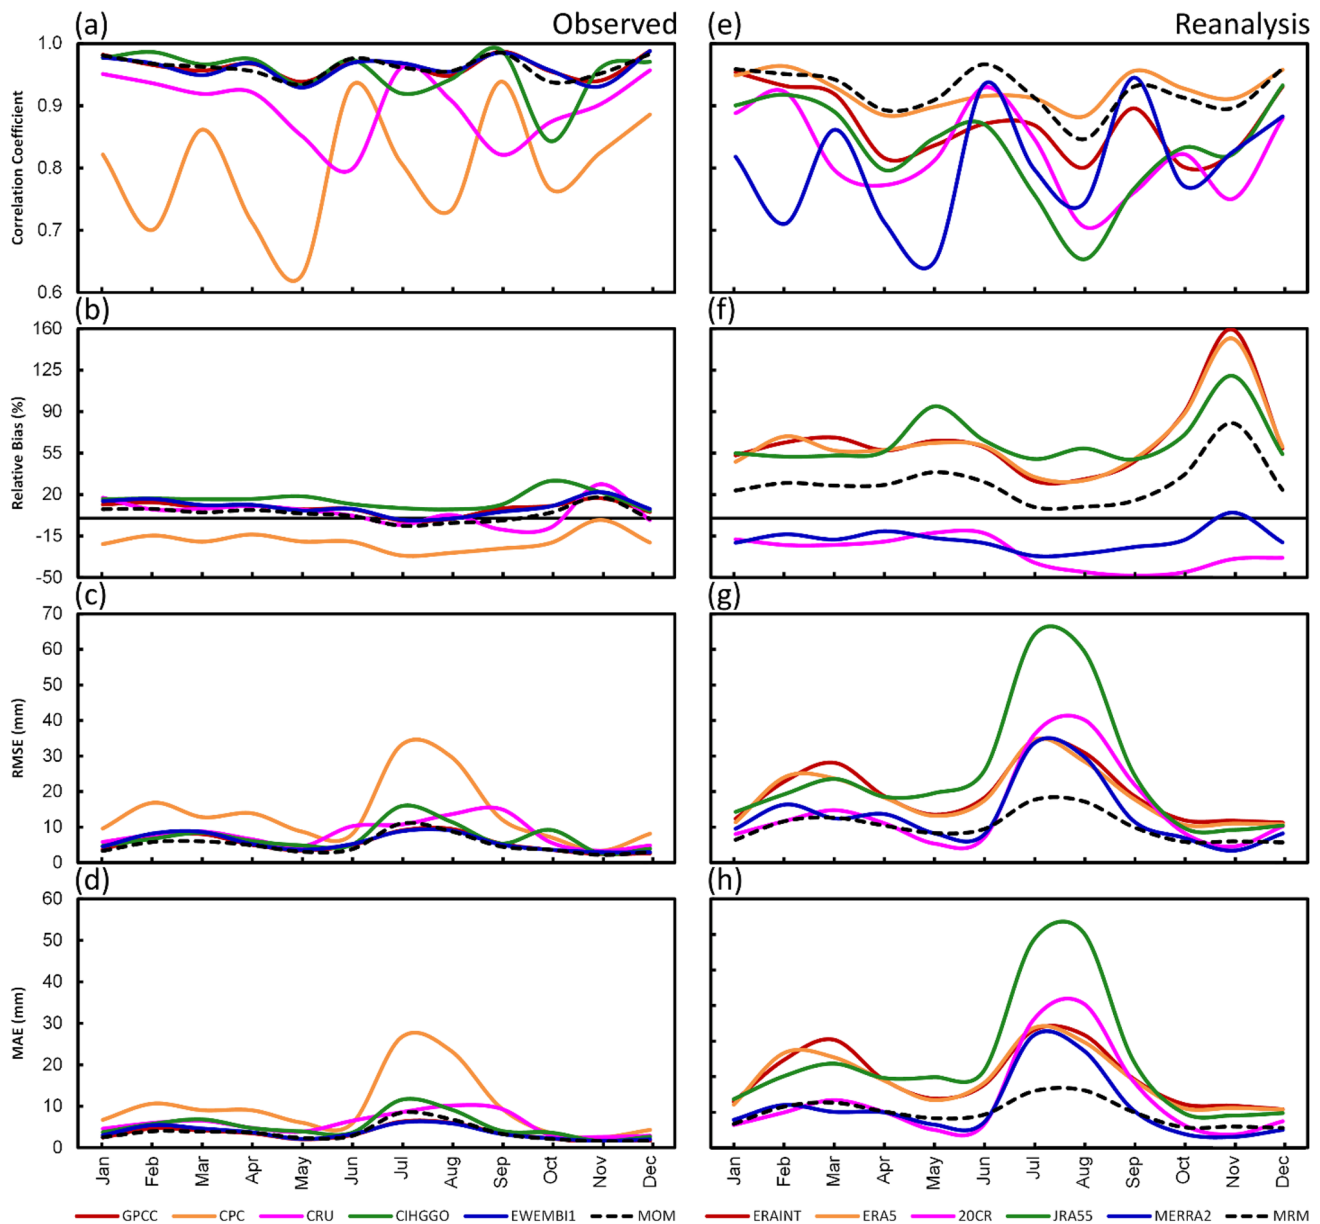 (a) Observed
(e) Reanalysis
1.0
0.9
0.8
0.7
0.6
Correlation Coefficient
(b)
(f)
160
125
90
55
20
-15
-50
Relative Bias (%)
(c)
(g)
70
60
50
40
30
20
10
0
RMSE (mm)
(d)
(h)
60
50
40
30
20
10
0
MAE (mm)
Jan Feb Mar Apr May Jun Jul Aug Sep Oct Nov Dec
Jan Feb Mar Apr May Jun Jul Aug Sep Oct Nov Dec
GPCC CPC CRU CIHGGO EWEMBI1 MOM ERAINT ERA5 20CR JRA55 MERRA2 MRM